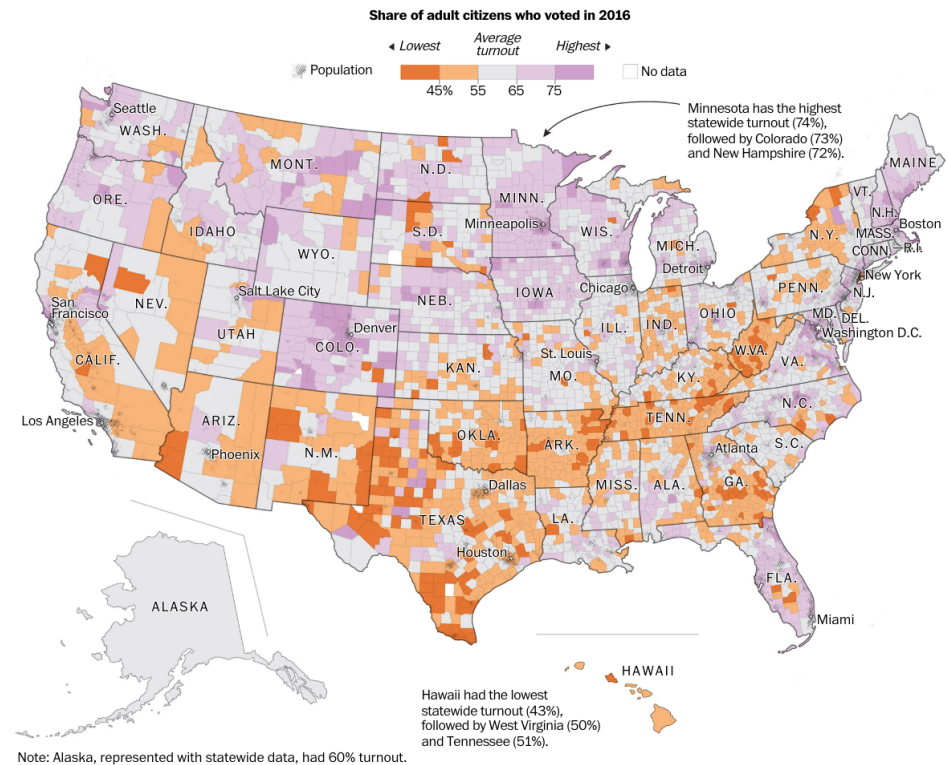 Share of adult citizens who voted in 2016
◀ Lowest Average turnout Highest ▶
Population
45% 55 65 75
No data
Minnesota has the highest
statewide turnout (74%),
followed by Colorado (73%)
and New Hampshire (72%).
Seattle
WASH.
MONT.
N.D.
MINN.
MAINE
ORE.
IDAHO
WYO.
S.D.
Minneapolis
WIS.
MICH.
Detroit
N.Y.
VT.
N.H.
Boston
MASS.
CONN.
R.I.
New York
N.J.
PENN.
San
Francisco
NEV.
Salt Lake City
UTAH
Denver
COLO.
NEB.
IOWA
Chicago
ILL.
IND.
OHIO
MD.
DEL.
Washington D.C.
W.VA.
VA.
CALIF.
KAN.
St. Louis
MO.
KY.
N.C.
TENN.
S.C.
Los Angeles
ARIZ.
Phoenix
N.M.
OKLA.
ARK.
Dallas
TEXAS
Houston
LA.
MISS.
ALA.
Atlanta
GA.
FLA.
Miami
ALASKA
HAWAII
Hawaii had the lowest
statewide turnout (43%),
followed by West Virginia (50%)
and Tennessee (51%).
Note: Alaska, represented with statewide data, had 60% turnout.